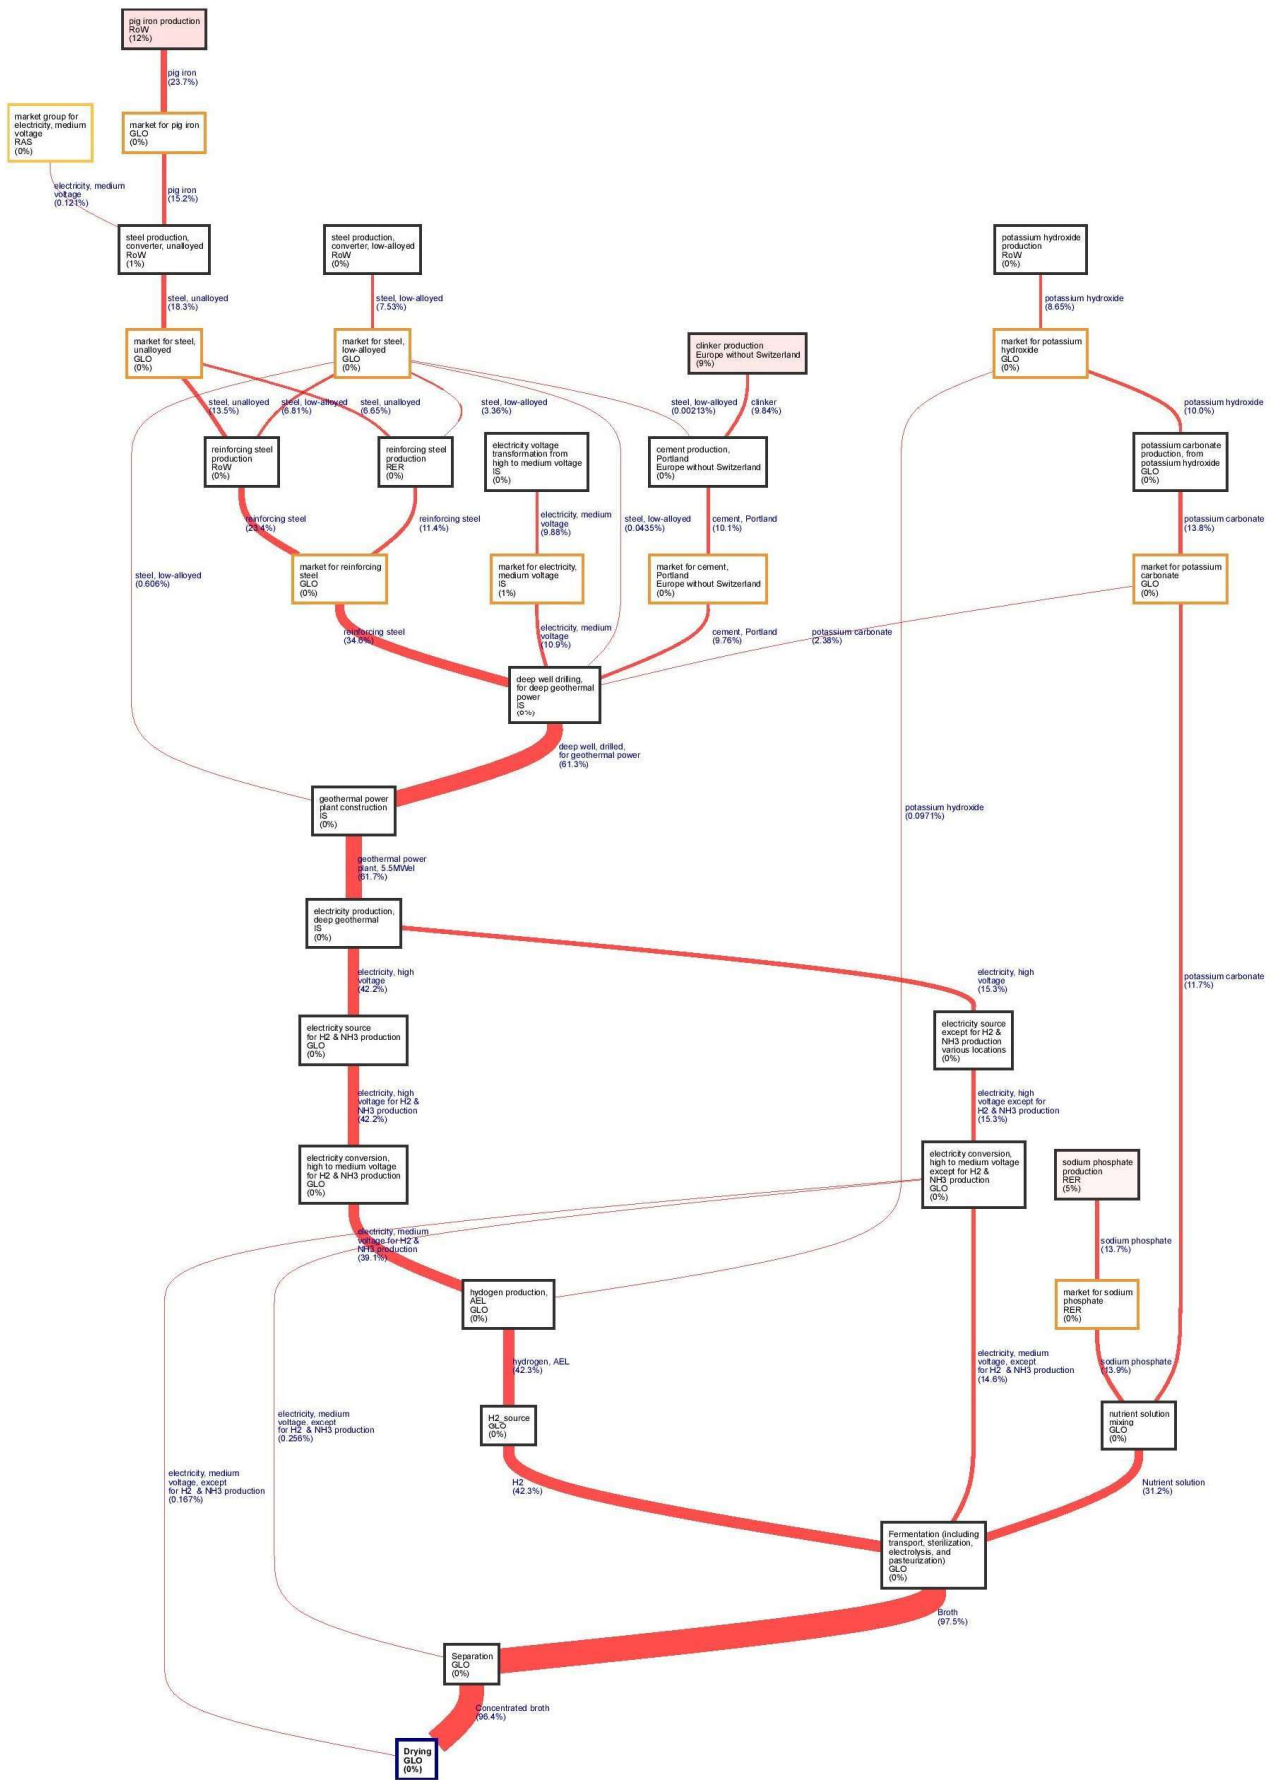 pig iron production
RoW
(12%)
pig iron
(23.7%)
market group for
electricity, medium
voltage
RAS
(0%)
market for pig iron
GLO
(0%)
electricity, medium
voltage
(0.121%)
pig iron
(15.2%)
steel production,
converter, unalloyed
RoW
(1%)
steel production,
converter, low-alloyed
RoW
(0%)
potassium hydroxide
production
RoW
(0%)
steel, unalloyed
(18.3%)
steel, low-alloyed
(7.53%)
potassium hydroxide
(8.65%)
market for steel,
unalloyed
GLO
(0%)
market for steel,
low-alloyed
GLO
(0%)
clinker production
Europe without Switzerland
(9%)
market for potassium
hydroxide
GLO
(0%)
steel, unalloyed
(13.5%)
steel, low-alloyed
(6.81%)
steel, unalloyed
(6.65%)
steel, low-alloyed
(3.36%)
steel, low-alloyed
(0.00213%)
clinker
(9.84%)
potassium hydroxide
(10.0%)
reinforcing steel
production
RoW
(0%)
reinforcing steel
production
RER
(0%)
electricity voltage
transformation from
high to medium voltage
IS
(0%)
cement production,
Portland
Europe without Switzerland
(0%)
potassium carbonate
production, from
potassium hydroxide
GLO
(0%)
reinforcing steel
(23.4%)
reinforcing steel
(11.4%)
electricity, medium
voltage
(9.88%)
steel, low-alloyed
(0.0435%)
cement, Portland
(10.1%)
potassium carbonate
(13.8%)
steel, low-alloyed
(0.606%)
market for reinforcing
steel
GLO
(0%)
market for electricity,
medium voltage
IS
(1%)
market for cement,
Portland
Europe without Switzerland
(0%)
market for potassium
carbonate
GLO
(0%)
reinforcing steel
(34.6%)
electricity, medium
voltage
(10.9%)
cement, Portland
(9.76%)
potassium carbonate
(2.38%)
deep well drilling,
for deep geothermal
power
IS
(0%)
deep well, drilled,
for geothermal power
(61.3%)
geothermal power
plant construction
IS
(0%)
potassium hydroxide
(0.0971%)
geothermal power
plant, 5.5MWel
(61.7%)
electricity production,
deep geothermal
IS
(0%)
electricity, high
voltage
(42.2%)
electricity, high
voltage
(15.3%)
potassium carbonate
(11.7%)
electricity source
for H2 & NH3 production
GLO
(0%)
electricity source
except for H2 &
NH3 production
various locations
(0%)
electricity, high
voltage for H2 &
NH3 production
(42.2%)
electricity, high
voltage except for
H2 & NH3 production
(15.3%)
electricity conversion,
high to medium voltage
for H2 & NH3 production
GLO
(0%)
electricity conversion,
high to medium voltage
except for H2 &
NH3 production
GLO
(0%)
sodium phosphate
production
RER
(5%)
electricity, medium
voltage for H2 &
NH3 production
(39.1%)
sodium phosphate
(13.7%)
hydogen production,
AEL
GLO
(0%)
market for sodium
phosphate
RER
(0%)
hydrogen, AEL
(42.3%)
electricity, medium
voltage, except
for H2 & NH3 production
(14.6%)
sodium phosphate
(13.9%)
electricity, medium
voltage, except
for H2 & NH3 production
(0.256%)
H2_source
GLO
(0%)
nutrient solution
mixing
GLO
(0%)
electricity, medium
voltage, except
for H2 & NH3 production
(0.167%)
H2
(42.3%)
Nutrient solution
(31.2%)
Fermentation (including
transport, sterilization,
electrolysis, and
pasteurization)
GLO
(0%)
Broth
(97.5%)
Separation
GLO
(0%)
Concentrated broth
(96.4%)
Drying
GLO
(0%)